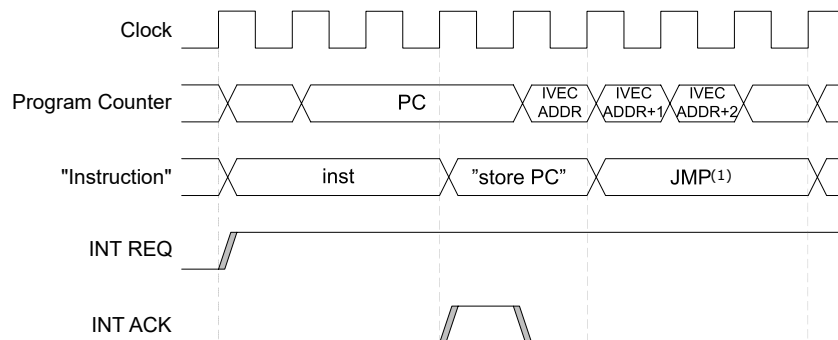 Clock
Program Counter
PC
IVEC
ADDR
IVEC
ADDR+1
IVEC
ADDR+2
"Instruction"
inst
”store PC”
JMP(1)
INT REQ
INT ACK